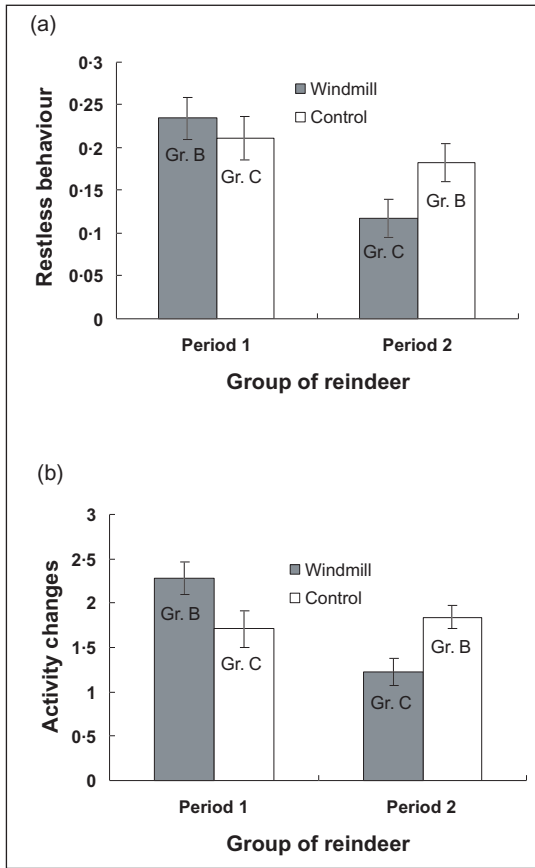 (a)
0·3
0·25
0·2
0·15
0·1
0·05
0
Restless behaviour
Windmill
Control
Gr. B
Gr. C
Gr. C
Gr. B
Period 1
Period 2
Group of reindeer
(b)
3
2·5
2
1·5
1
0·5
0
Activity changes
Windmill
Control
Gr. B
Gr. C
Gr. C
Gr. B
Period 1
Period 2
Group of reindeer